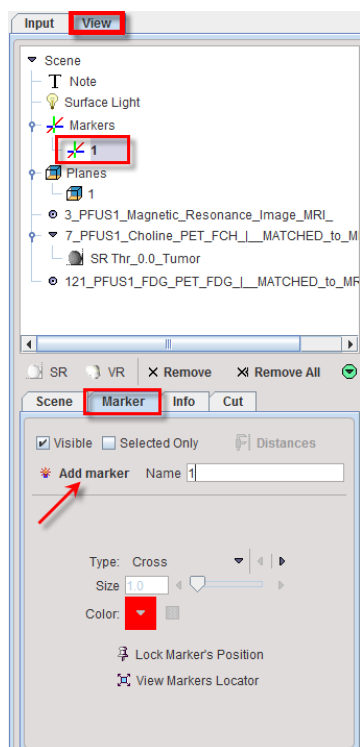 Input View
Scene
Note
Surface Light
Markers
1
Planes
1
3_PFUS1_Magnetic_Resonance_Image_MRI_
7_PFUS1_Choline_PET_FCH_|__MATCHED_to_M
SR Thr_0.0_Tumor
121_PFUS1_FDG_PET_FDG_|__MATCHED_to_MR
SR VR Remove Remove All
Scene Marker Info Cut
Visible Selected Only Distances
Add marker Name 1
Type: Cross
Size 1.0
Color:
Lock Marker's Position
View Markers Locator